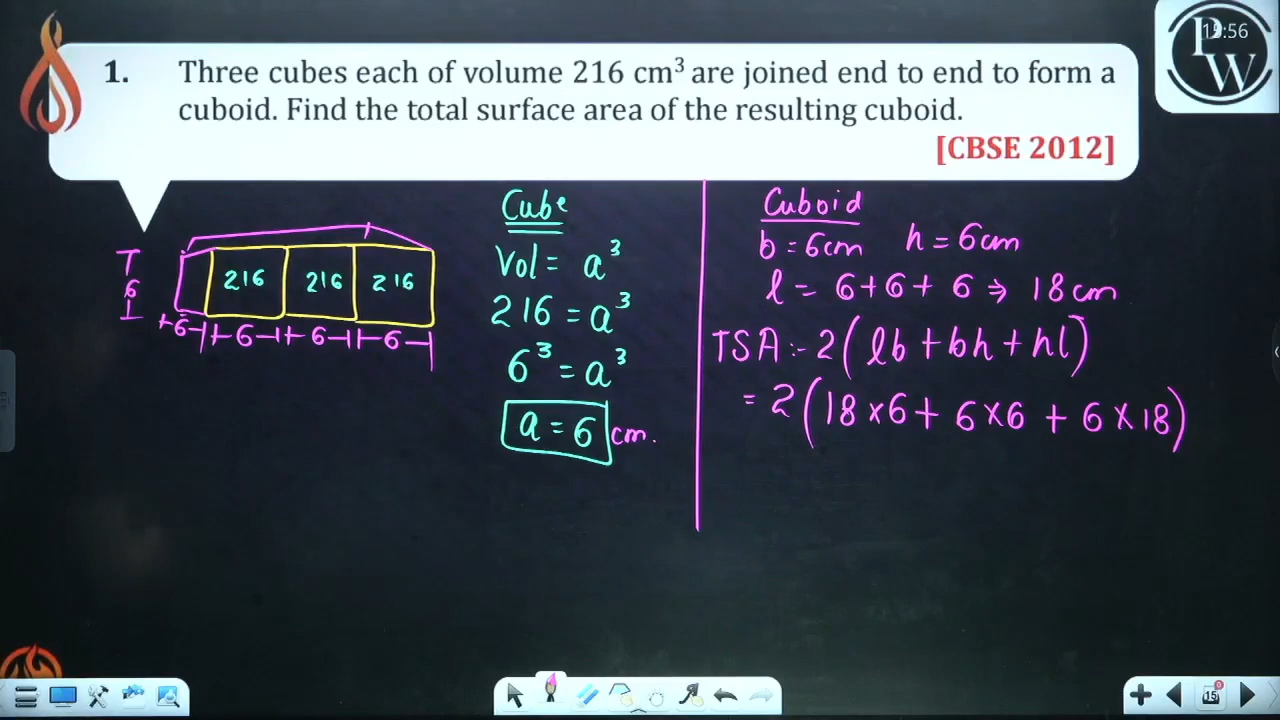 15:56
P
W
1. Three cubes each of volume 216 cm³ are joined end to end to form a
cuboid. Find the total surface area of the resulting cuboid.
[CBSE 2012]
6
216 216 216
6 6 6 6
Cube
Vol = a³
216 = a³
6³ = a³
a = 6 cm.
Cuboid
b = 6cm h = 6cm
l = 6+6+6 ⇒ 18cm
TSA :- 2(lb+bh+hl)
= 2(18×6+ 6×6 + 6×18)
15